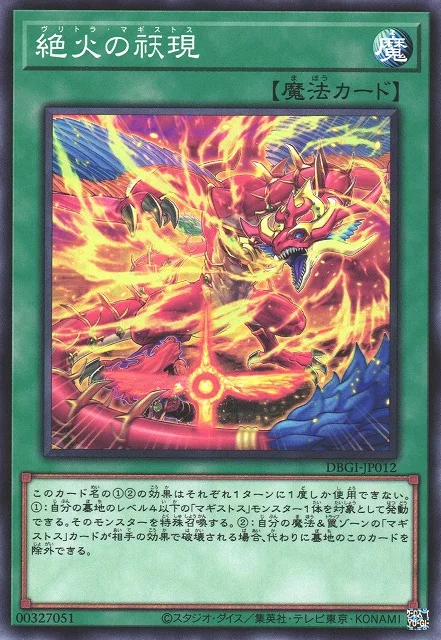 ヴリトラ・マギストス
絶火の祆現
魔
まほう
【魔法カード】
DBGI-JP012
このカード名の①②の効果はそれぞれ1ターンに1度しか使用できない。
①:自分の墓地のレベル4以下の「マギストス」モンスター1体を対象として発動
できる。そのモンスターを特殊召喚する。②:自分の魔法&罠ゾーンの「マギ
ストス」カードが相手の効果で破壊される場合、代わりに墓地のこのカードを
除外できる。
00327051
©スタジオ・ダイス/集英社・テレビ東京・KONAMI